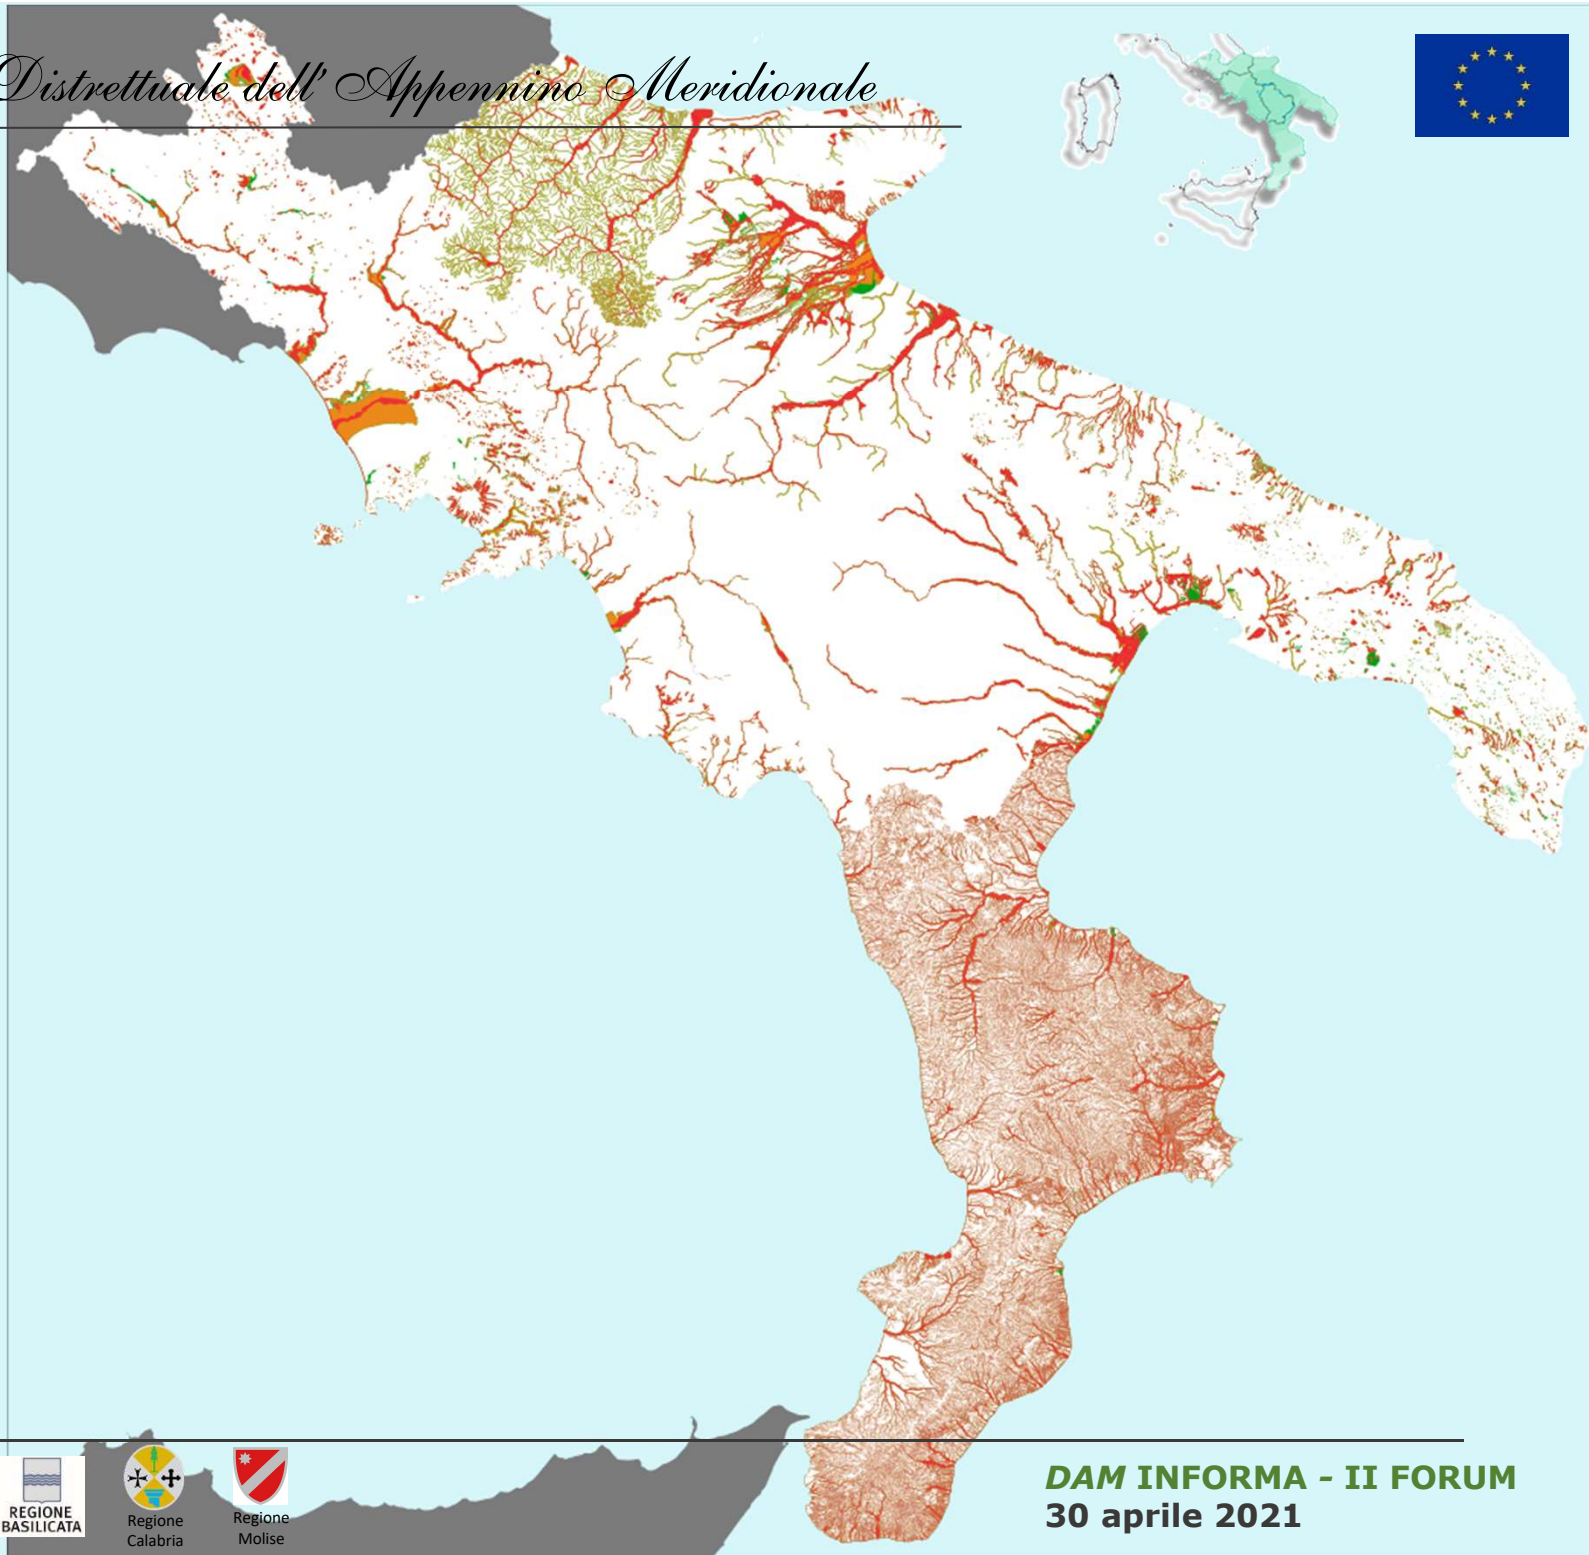 Distrettuale dell' Appennino Meridionale
REGIONE
BASILICATA
Regione
Calabria
Regione
Molise
DAM INFORMA - II FORUM
30 aprile 2021